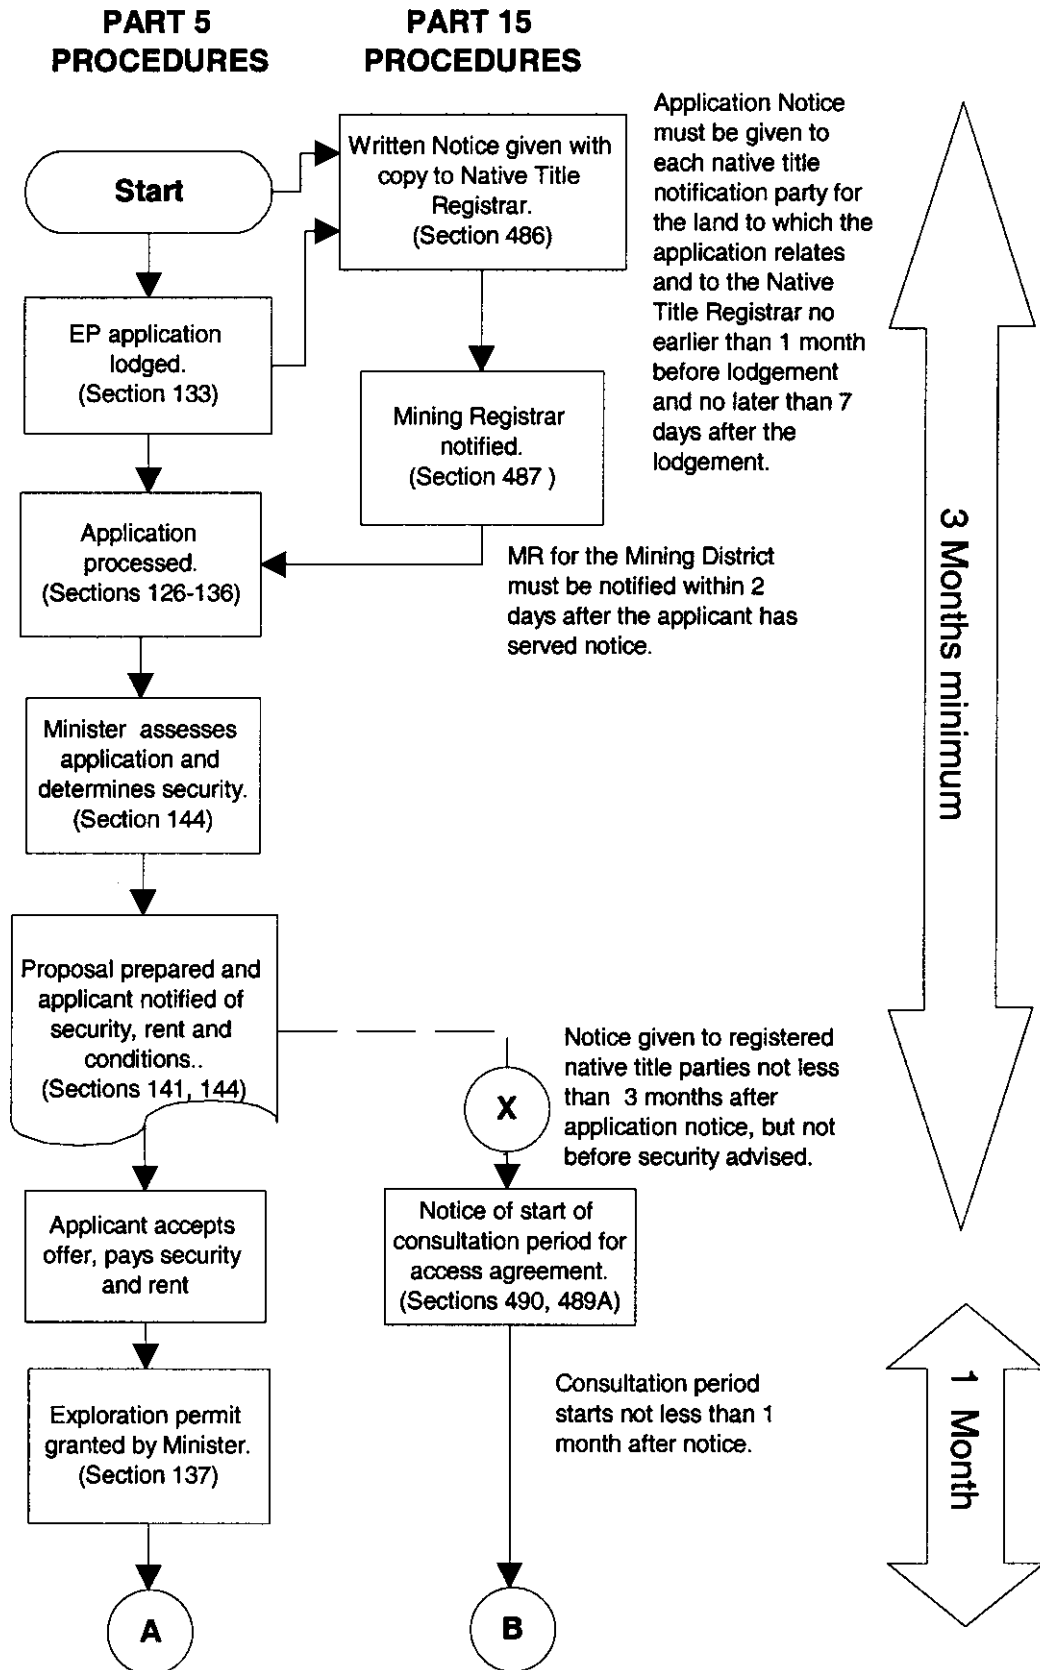 PART 5
PROCEDURES
PART 15
PROCEDURES
Start
Written Notice given with
copy to Native Title
Registrar.
(Section 486)
Application Notice
must be given to
each native title
notification party for
the land to which the
application relates
and to the Native
Title Registrar no
earlier than 1 month
before lodgement
and no later than 7
days after the
lodgement.
EP application
lodged.
(Section 133)
Mining Registrar
notified.
(Section 487 )
Application
processed.
(Sections 126-136)
MR for the Mining District
must be notified within 2
days after the applicant has
served notice.
3 Months minimum
Minister assesses
application and
determines security.
(Section 144)
Proposal prepared and
applicant notified of
security, rent and
conditions..
(Sections 141, 144)
X
Notice given to registered
native title parties not less
than 3 months after
application notice, but not
before security advised.
Applicant accepts
offer, pays security
and rent
Notice of start of
consultation period for
access agreement.
(Sections 490, 489A)
Exploration permit
granted by Minister.
(Section 137)
Consultation period
starts not less than 1
month after notice.
1 Month
A
B